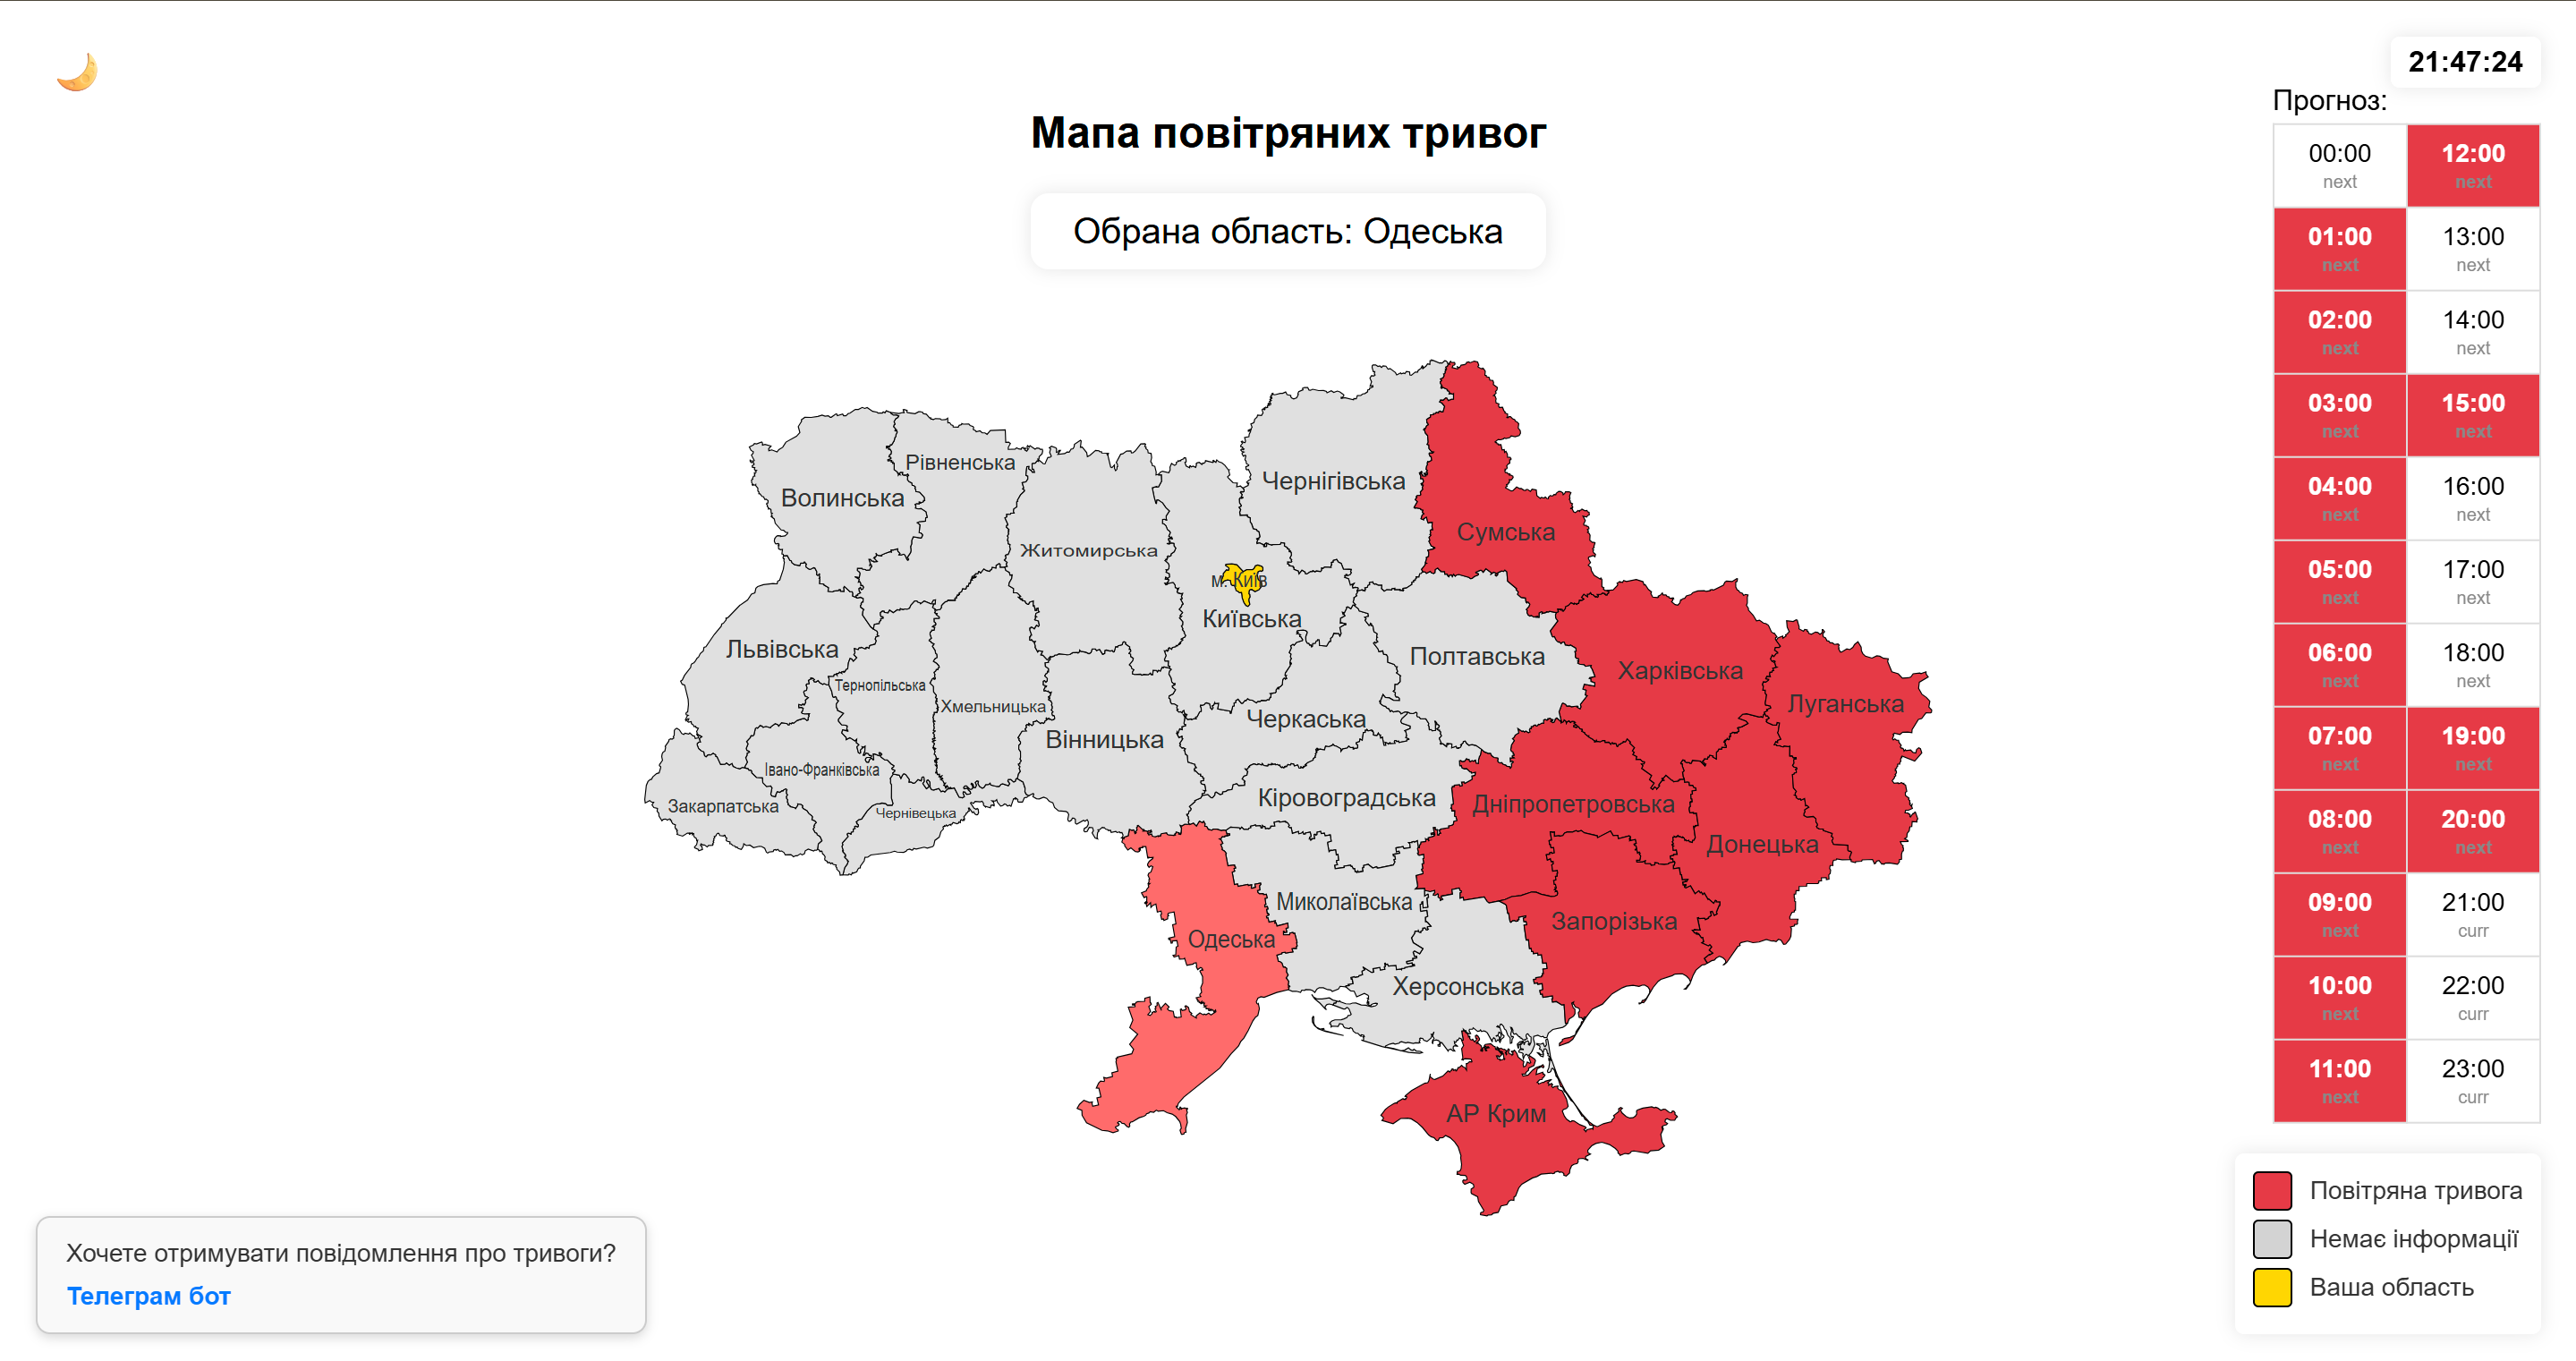 21:47:24
Прогноз:
Мапа повітряних тривог
Обрана область: Одеська
00:00 12:00
next next
01:00 13:00
next next
02:00 14:00
next next
03:00 15:00
next next
04:00 16:00
next next
05:00 17:00
next next
06:00 18:00
next next
07:00 19:00
next next
08:00 20:00
next next
09:00 21:00
next curr
10:00 22:00
next curr
11:00 23:00
next curr
Рівненська
Чернігівська
Волинська
Сумська
Житомирська
м. Київ
Київська
Львівська
Полтавська
Харківська
Тернопільська
Хмельницька
Луганська
Черкаська
Вінницька
Івано-Франківська
Кіровоградська
Дніпропетровська
Закарпатська
Чернівецька
Донецька
Миколаївська
Запорізька
Одеська
Херсонська
АР Крим
Повітряна тривога
Немає інформації
Ваша область
Хочете отримувати повідомлення про тривоги?
Телеграм бот